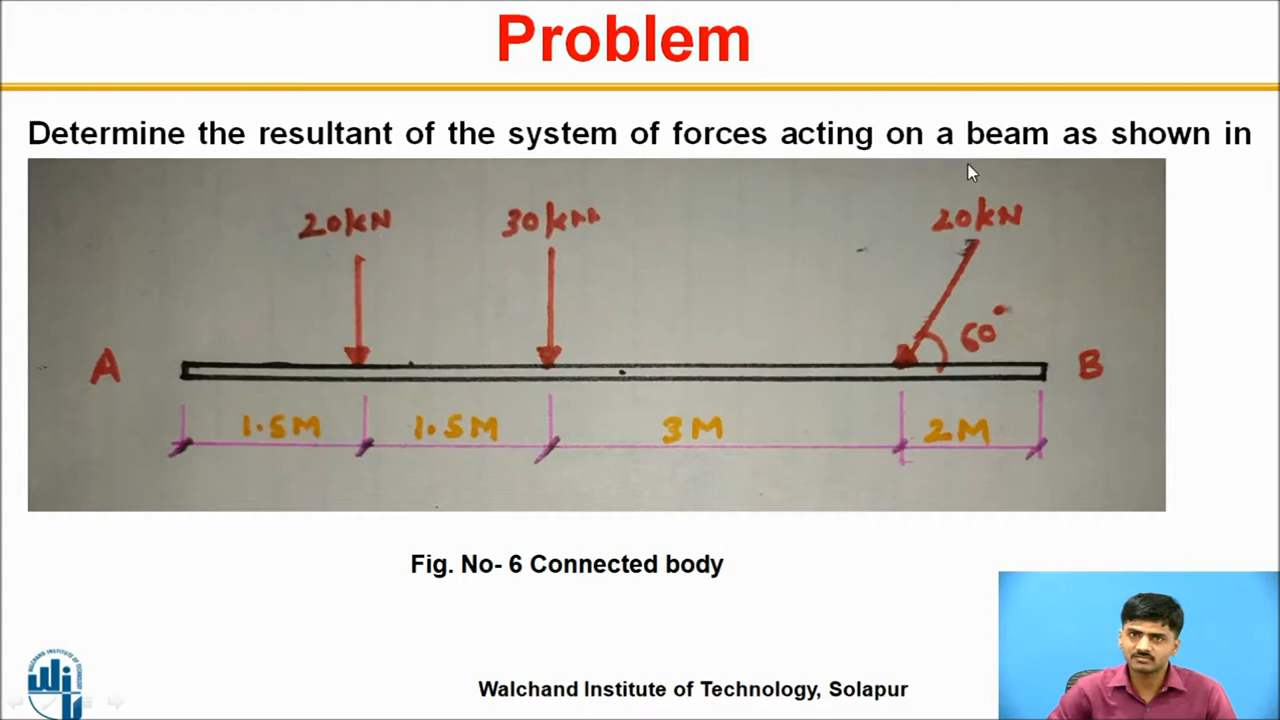 Problem
Determine the resultant of the system of forces acting on a beam as shown in
20kN 30kN 20kN
60°
A B
1.5M 1.5M 3M 2M
Fig. No- 6 Connected body
Walchand Institute of Technology, Solapur